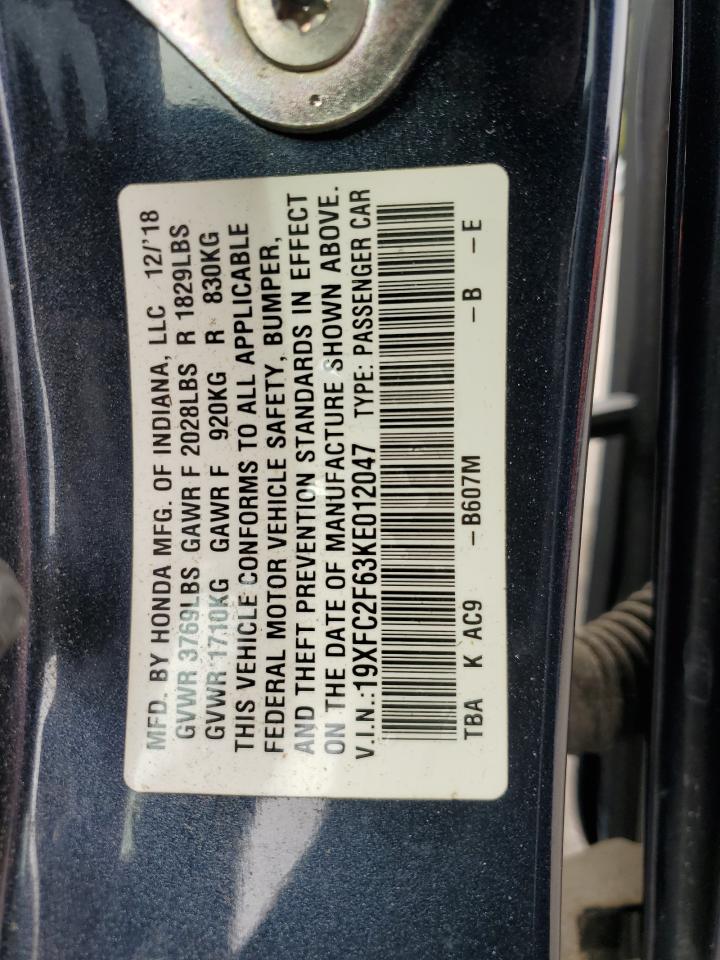 MFD. BY HONDA MFG. OF INDIANA, LLC 12/'18
GVWR 3769LBS GAWR F 2028LBS R 1829LBS
GVWR 1710KG GAWR F 920KG R 830KG
THIS VEHICLE CONFORMS TO ALL APPLICABLE
FEDERAL MOTOR VEHICLE SAFETY, BUMPER,
AND THEFT PREVENTION STANDARDS IN EFFECT
ON THE DATE OF MANUFACTURE SHOWN ABOVE.
V.I.N.:19XFC2F63KE012047 TYPE: PASSENGER CAR
TBA K AC9 -B607M -B -E